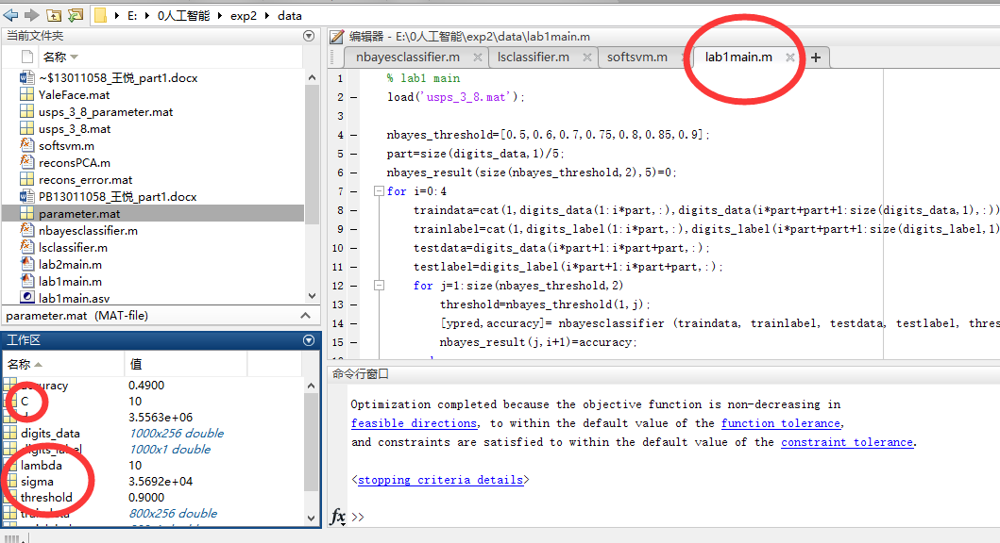 E: ▸ 0人工智能 ▸ exp2 ▸ data
当前文件夹
名称
~$13011058_王悦_part1.docx
YaleFace.mat
usps_3_8_parameter.mat
usps_3_8.mat
softsvm.m
reconsPCA.m
recons_error.mat
PB13011058_王悦_part1.docx
parameter.mat
nbayesclassifier.m
lsclassifier.m
lab2main.m
lab1main.m
lab1main.asv
parameter.mat (MAT-file)
工作区
名称 值
accuracy 0.4900
C 10
3.5563e+06
digits_data 1000x256 double
digits_label 1000x1 double
lambda 10
sigma 3.5692e+04
threshold 0.9000
traindata 800x256 double
编辑器 - E:\0人工智能\exp2\data\lab1main.m
nbayesclassifier.m lsclassifier.m softsvm.m lab1main.m +
1 % lab1 main
2 load('usps_3_8.mat');
3
4 nbayes_threshold=[0.5,0.6,0.7,0.75,0.8,0.85,0.9];
5 part=size(digits_data,1)/5;
6 nbayes_result(size(nbayes_threshold,2),5)=0;
7 for i=0:4
8 traindata=cat(1,digits_data(1:i*part,:),digits_data(i*part+part+1:size(digits_data,1),:))
9 trainlabel=cat(1,digits_label(1:i*part,:),digits_label(i*part+part+1:size(digits_label,1)
10 testdata=digits_data(i*part+1:i*part+part,:);
11 testlabel=digits_label(i*part+1:i*part+part,:);
12 for j=1:size(nbayes_threshold,2)
13 threshold=nbayes_threshold(1,j);
14 [ypred,accuracy]= nbayesclassifier (traindata, trainlabel, testdata, testlabel, thres
15 nbayes_result(j,i+1)=accuracy;
命令行窗口
Optimization completed because the objective function is non-decreasing in
feasible directions, to within the default value of the function tolerance,
and constraints are satisfied to within the default value of the constraint tolerance.
<stopping criteria details>
fx >>